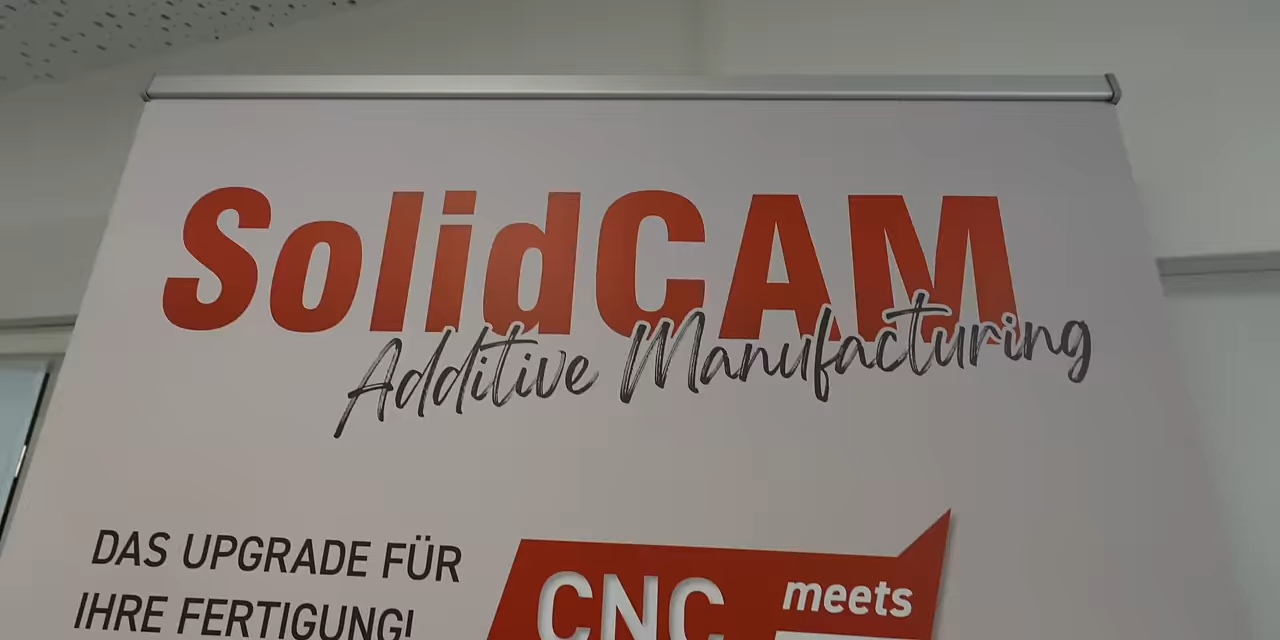 SolidCAM
Additive Manufacturing
DAS UPGRADE FÜR
IHRE FERTIGUNG!
CNC meets